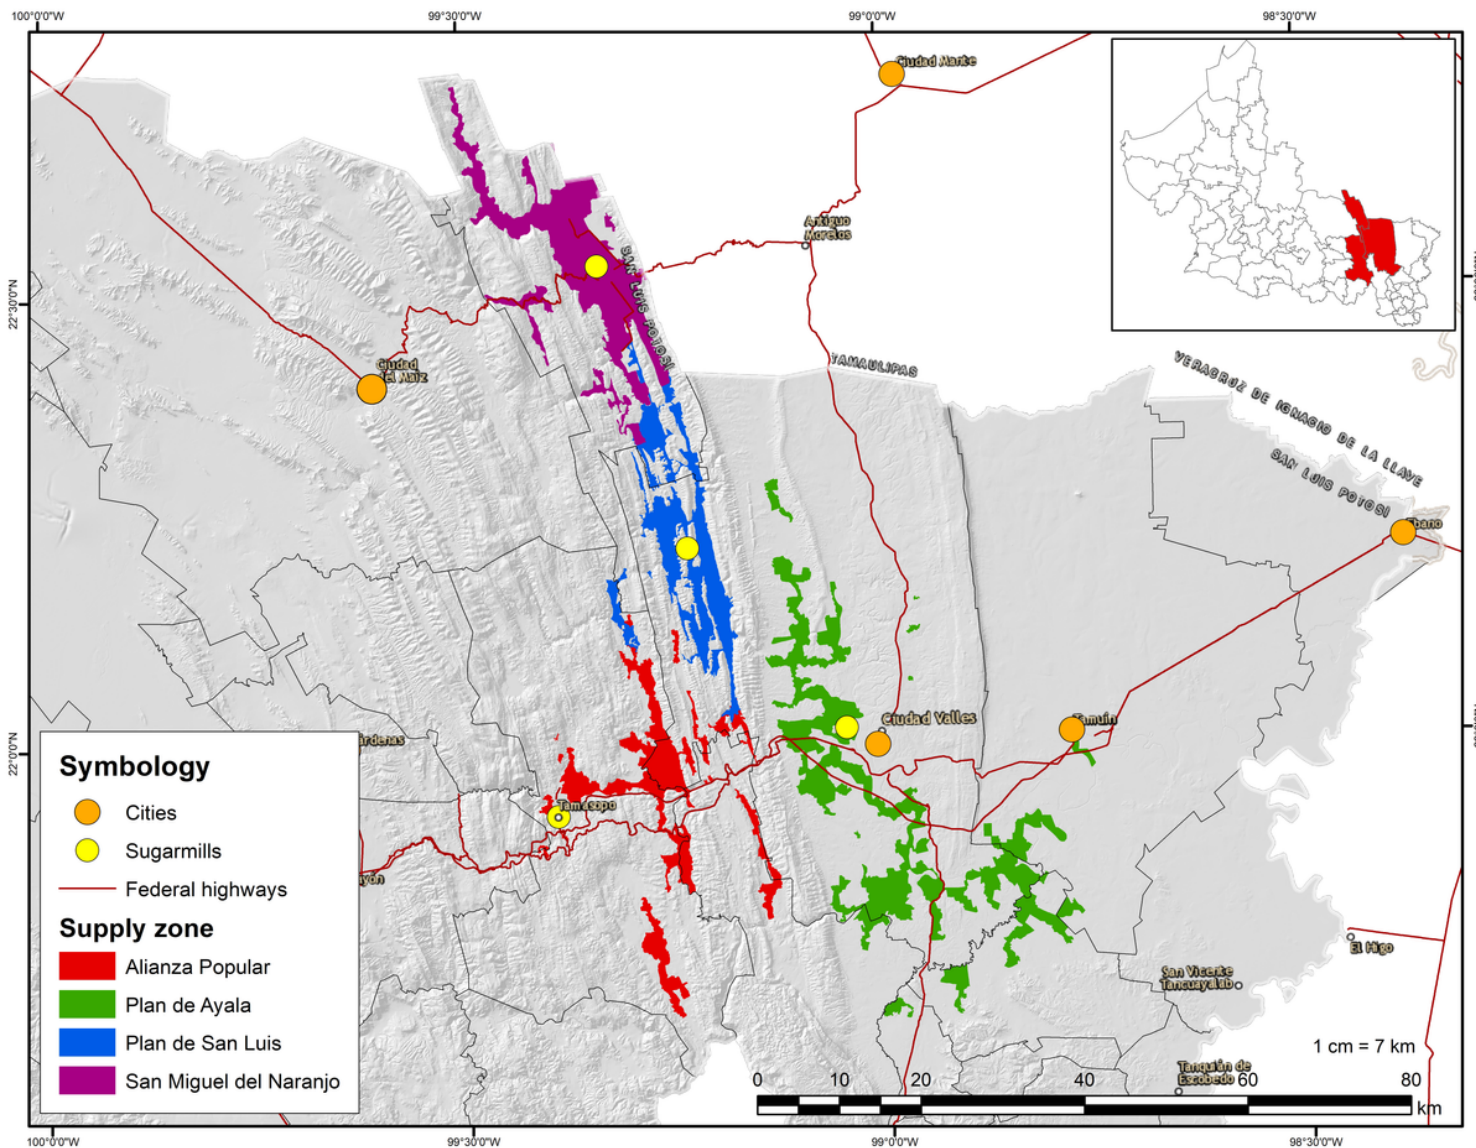 100°0'0"W
99°30'0"W
99°0'0"W
98°30'0"W
Ciudad Mante
Antiguo
Morelos
SAN LUIS POTOSI
22°30'0"N
Ciudad
del Maíz
TAMAULIPAS
VERACRUZ DE IGNACIO DE LA LLAVE
SAN LUIS POTOSI
Ebano
Ciudad Valles
Tamuin
22°0'0"N
árdenas
Symbology
Cities
Sugarmills
Federal highways
Supply zone
Alianza Popular
Plan de Ayala
Plan de San Luis
San Miguel del Naranjo
Tamasopo
yón
El Higo
San Vicente
Tancuayalab
1 cm = 7 km
Tanquián de
Escobedo
0 10 20 40 60 80
km
100°0'0"W
99°30'0"W
99°0'0"W
98°30'0"W